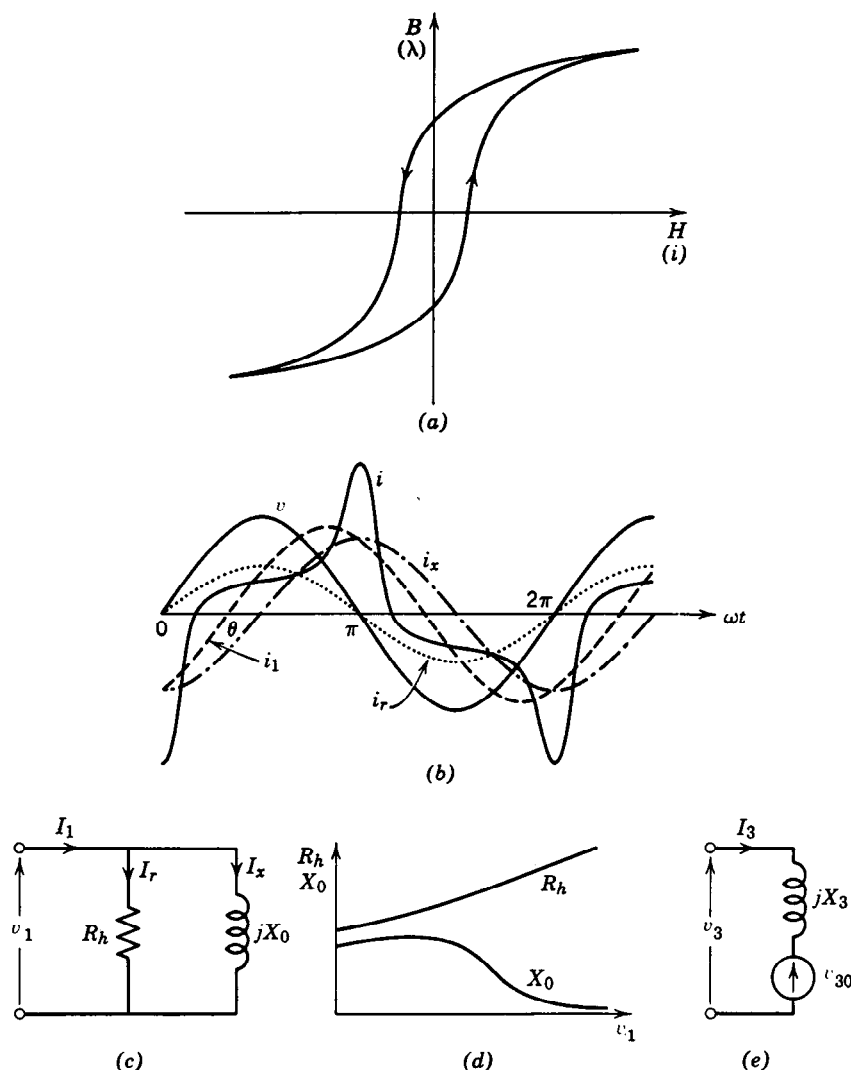 B
(λ)
H
(i)
(a)
v
i
i_x
0
θ
π
2π
ωt
i_1
i_r
(b)
I_1
I_r
I_x
v_1
R_h
jX_0
(c)
R_h
X_0
R_h
X_0
v_1
(d)
I_3
jX_3
v_3
v_30
(e)